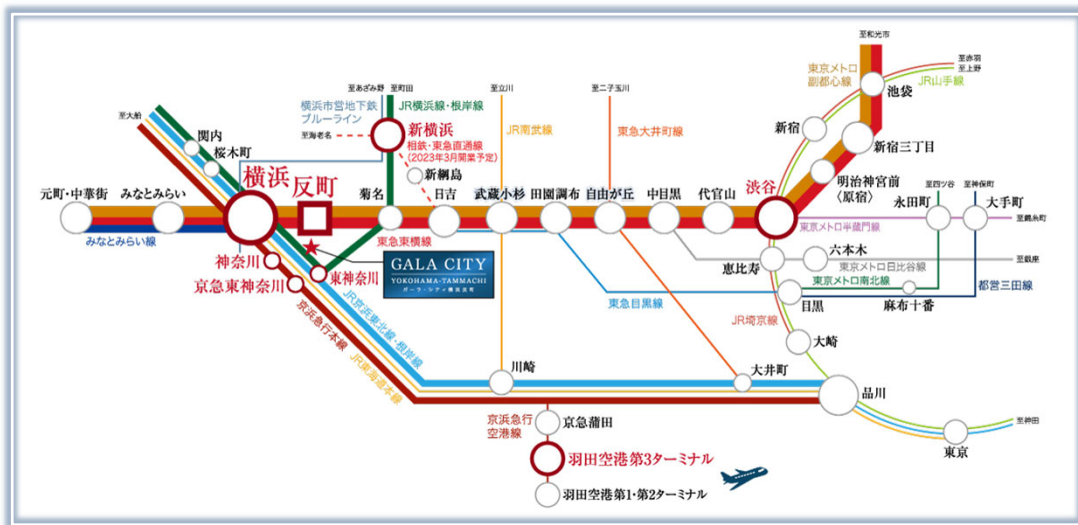 至和光市
至赤羽
至上野
東京メトロ
副都心線
JR山手線
池袋
至あざみ野
至町田
至立川
至二子玉川
横浜市営地下鉄
ブルーライン
JR横浜線・根岸線
JR南武線
東急大井町線
至大船
関内
桜木町
至海老名
新横浜
相鉄・東急直通線
(2023年3月開業予定)
新綱島
新宿
新宿三丁目
明治神宮前
〈原宿〉
元町・中華街
みなとみらい
横浜
反町
菊名
日吉
武蔵小杉
田園調布
自由が丘
中目黒
代官山
渋谷
至四ツ谷
至神保町
永田町
大手町
至錦糸町
東京メトロ半蔵門線
みなとみらい線
東急東横線
神奈川
京急東神奈川
東神奈川
GALA CITY
YOKOHAMA-TAMMACHI
ガーラ・シティ横浜反町
恵比寿
六本木
至銀座
東京メトロ日比谷線
東京メトロ南北線
都営三田線
目黒
麻布十番
東急目黒線
JR埼京線
大崎
JR京浜東北線・根岸線
京浜急行本線
JR東海道本線
川崎
大井町
品川
京浜急行
空港線
京急蒲田
至神田
東京
羽田空港第3ターミナル
羽田空港第1・第2ターミナル